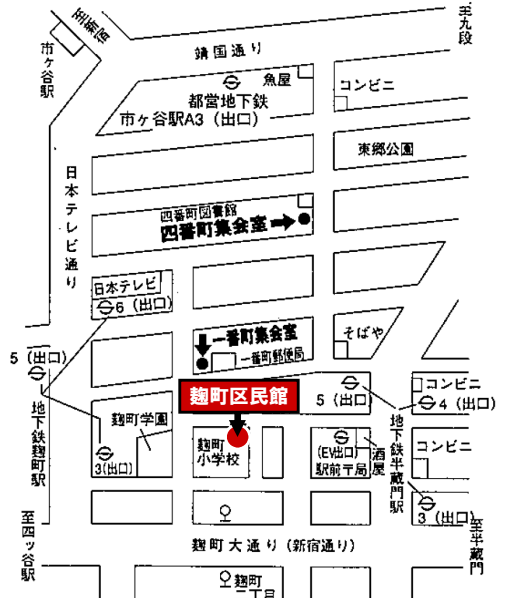 至新宿
至九段
市ヶ谷駅
靖国通り
魚屋
コンビニ
都営地下鉄
市ヶ谷駅A3（出口）
東郷公園
日本テレビ通り
四番町図書館
四番町集会室
日本テレビ
6（出口）
一番町集会室
一番町郵便局
そばや
5（出口）
麹町区民館
5（出口）
コンビニ
4（出口）
地下鉄麹町駅
麹町学園
麹町
小学校
3（出口）
（EV出口）
駅前〒局
酒屋
地下鉄半蔵門駅
コンビニ
3（出口）
至四ッ谷駅
麹町大通り（新宿通り）
至半蔵門
麹町
二丁目